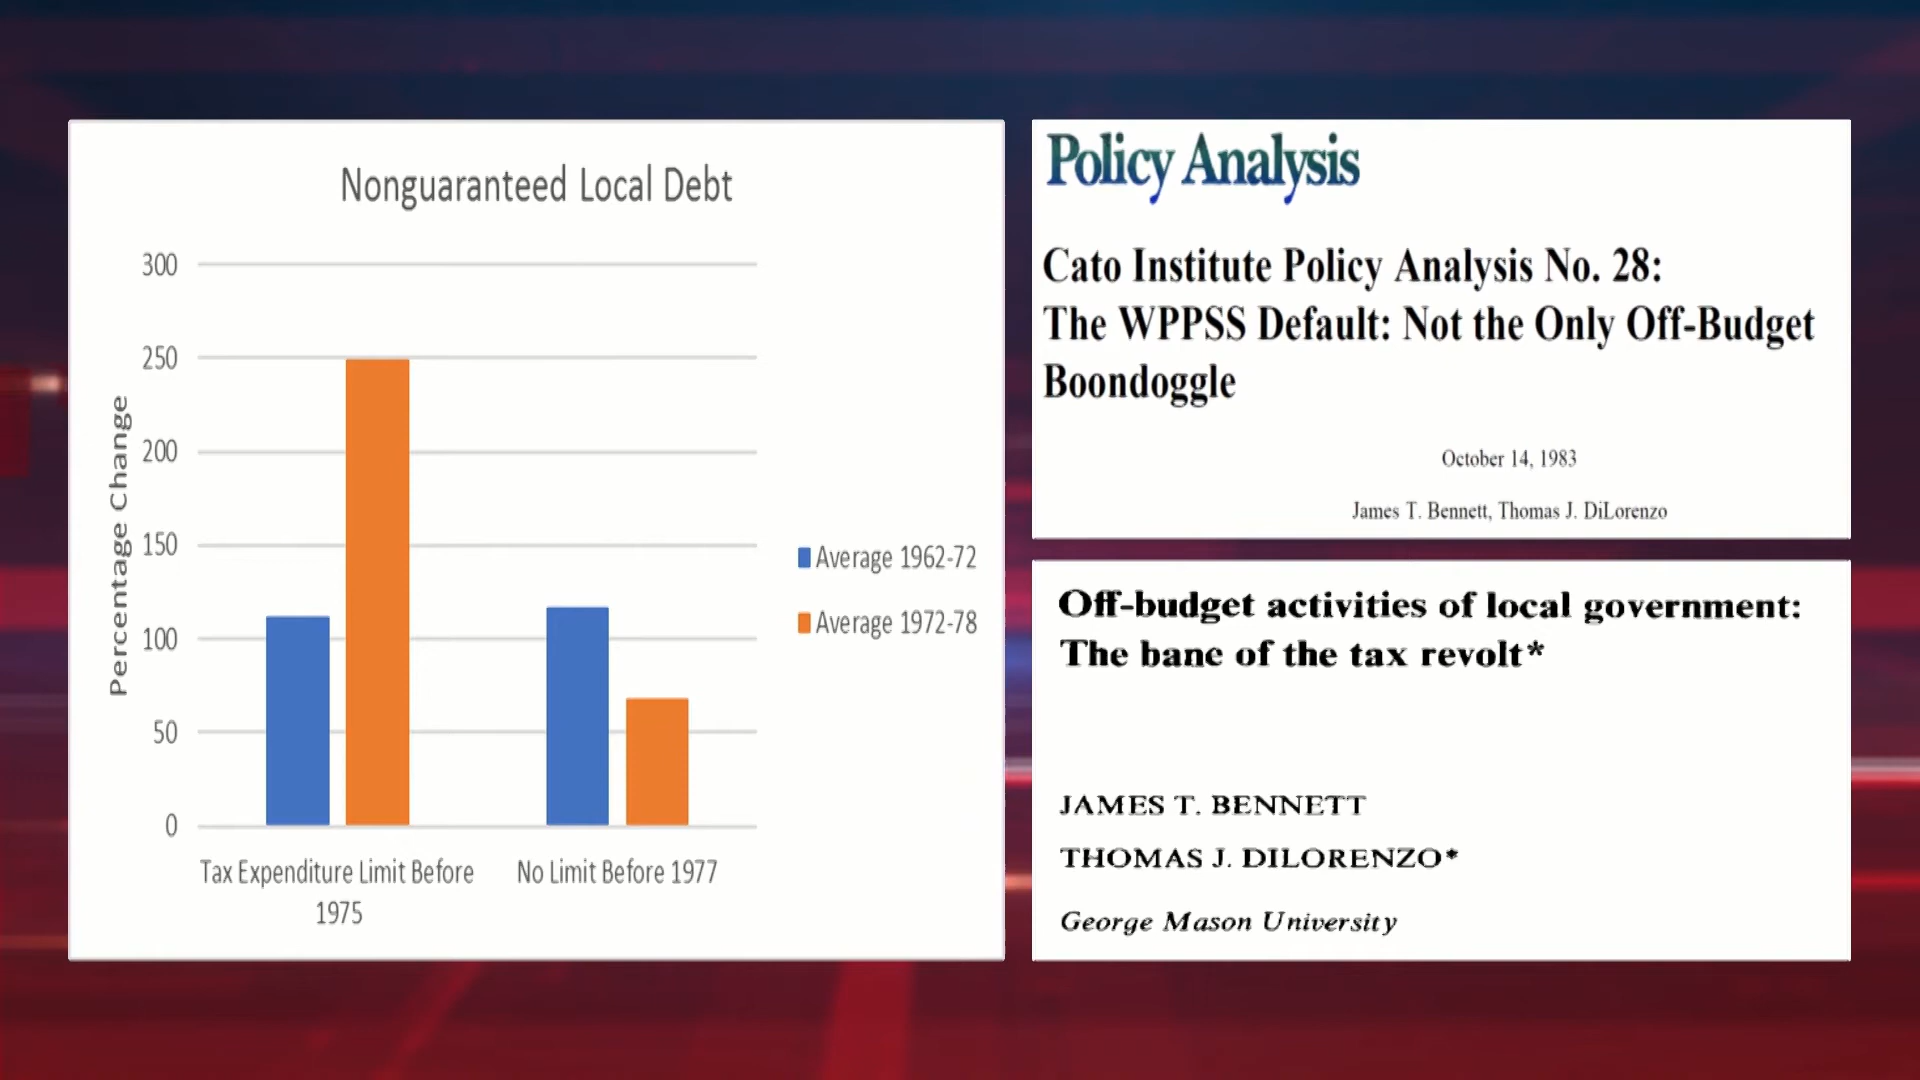 Nonguaranteed Local Debt
300
250
200
150
100
50
0
Percentage Change
Tax Expenditure Limit Before
1975
No Limit Before 1977
Average 1962-72
Average 1972-78
Policy Analysis
Cato Institute Policy Analysis No. 28:
The WPPSS Default: Not the Only Off-Budget
Boondoggle
October 14, 1983
James T. Bennett, Thomas J. DiLorenzo
Off-budget activities of local government:
The bane of the tax revolt*
JAMES T. BENNETT
THOMAS J. DILORENZO*
George Mason University